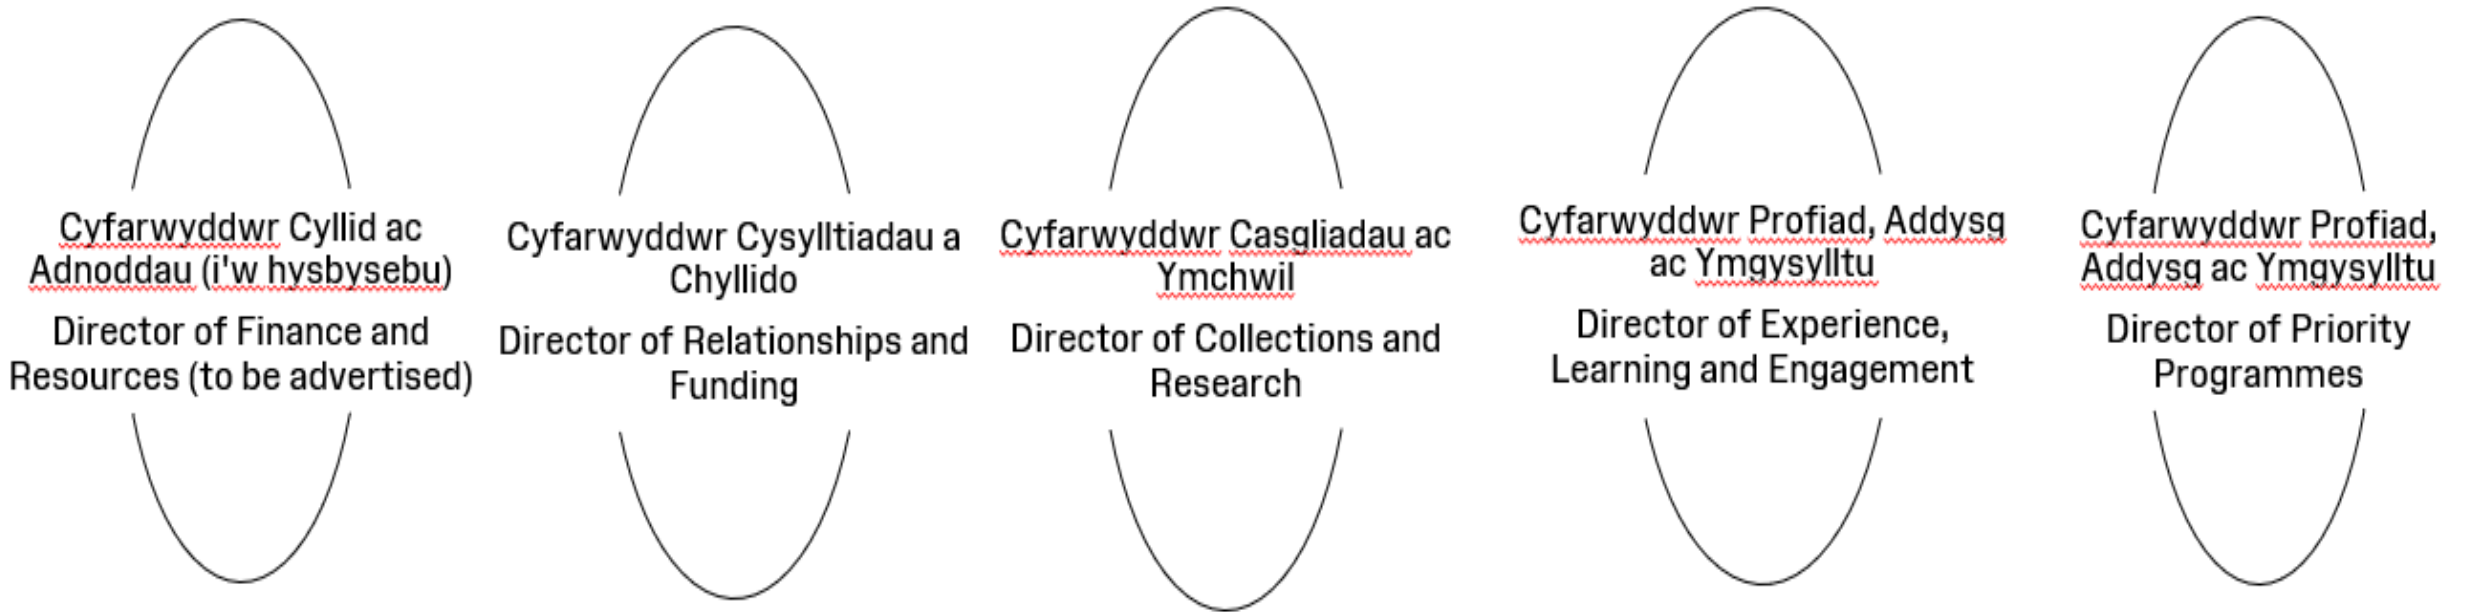 Cyfarwyddwr Cyllid ac
Adnoddau (i'w hysbysebu)
Director of Finance and
Resources (to be advertised)
Cyfarwyddwr Cysylltiadau a
Chyllido
Director of Relationships and
Funding
Cyfarwyddwr Casgliadau ac
Ymchwil
Director of Collections and
Research
Cyfarwyddwr Profiad, Addysg
ac Ymgysylltu
Director of Experience,
Learning and Engagement
Cyfarwyddwr Profiad,
Addysg ac Ymgysylltu
Director of Priority
Programmes